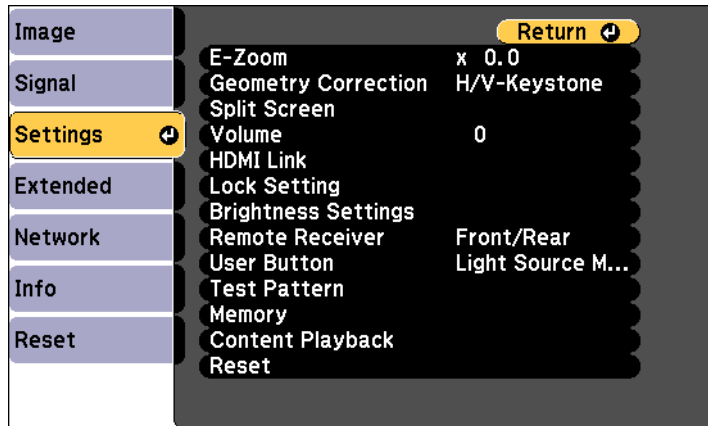 Image
Signal
Settings
Extended
Network
Info
Reset
Return
E-Zoom x 0.0
Geometry Correction H/V-Keystone
Split Screen
Volume 0
HDMI Link
Lock Setting
Brightness Settings
Remote Receiver Front/Rear
User Button Light Source M...
Test Pattern
Memory
Content Playback
Reset